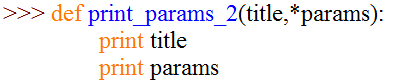 >>> def print_params_2(title,*params):
print title
print params